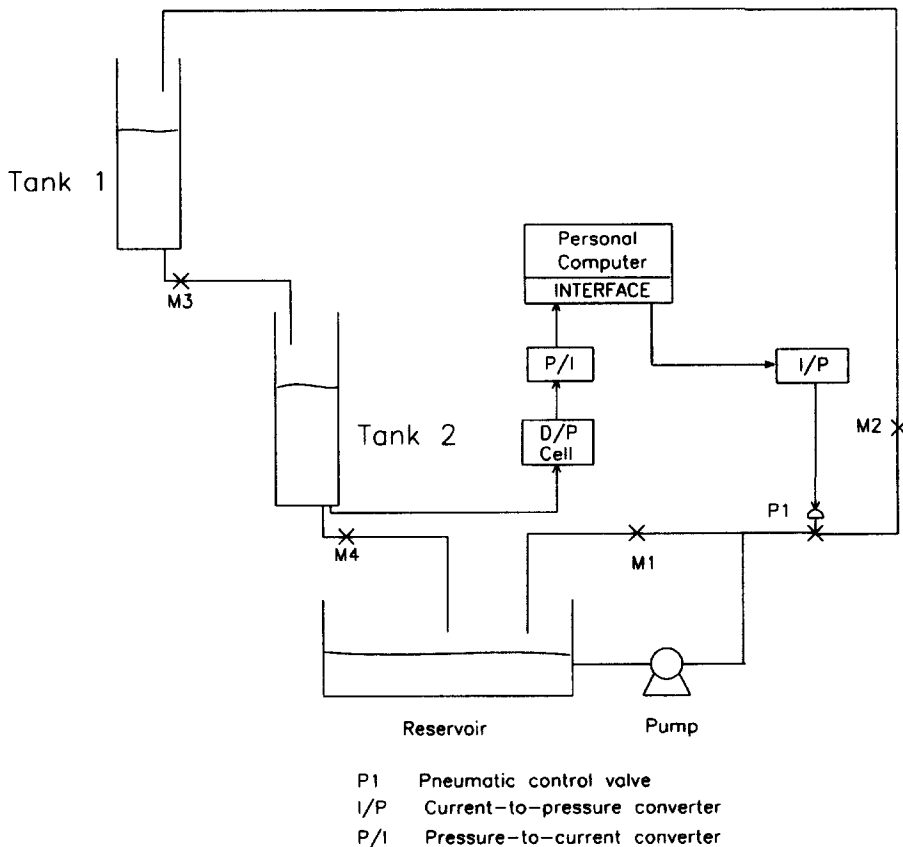 Tank 1
M3
Personal
Computer
INTERFACE
P/I
I/P
Tank 2
D/P
Cell
M2
P1
M4
M1
Reservoir
Pump
P1 Pneumatic control valve
I/P Current-to-pressure converter
P/I Pressure-to-current converter